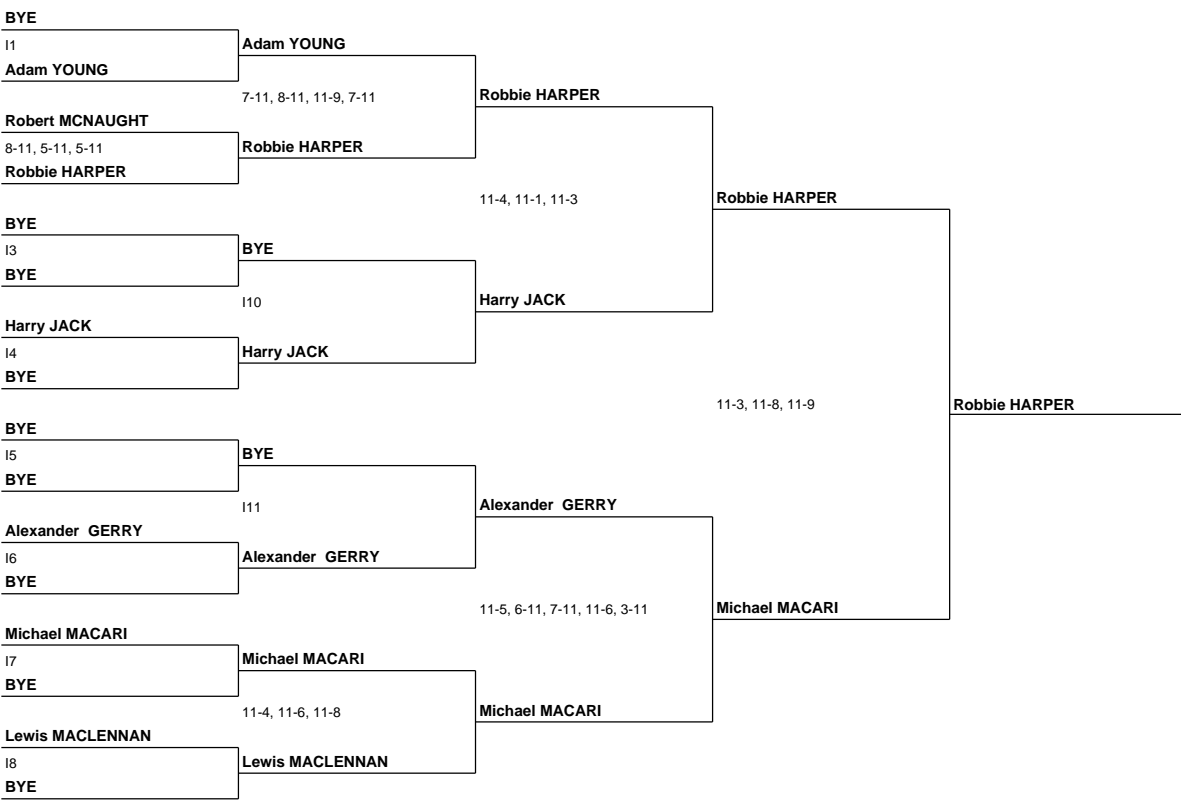 BYE
I1
Adam YOUNG
Adam YOUNG
7-11, 8-11, 11-9, 7-11
Robbie HARPER
Robert MCNAUGHT
8-11, 5-11, 5-11
Robbie HARPER
Robbie HARPER
11-4, 11-1, 11-3
Robbie HARPER
BYE
I3
BYE
BYE
I10
Harry JACK
Harry JACK
I4
BYE
Harry JACK
11-3, 11-8, 11-9
Robbie HARPER
BYE
I5
BYE
BYE
I11
Alexander GERRY
Alexander GERRY
I6
BYE
Alexander GERRY
11-5, 6-11, 7-11, 11-6, 3-11
Michael MACARI
Michael MACARI
I7
BYE
Michael MACARI
11-4, 11-6, 11-8
Michael MACARI
Lewis MACLENNAN
I8
BYE
Lewis MACLENNAN